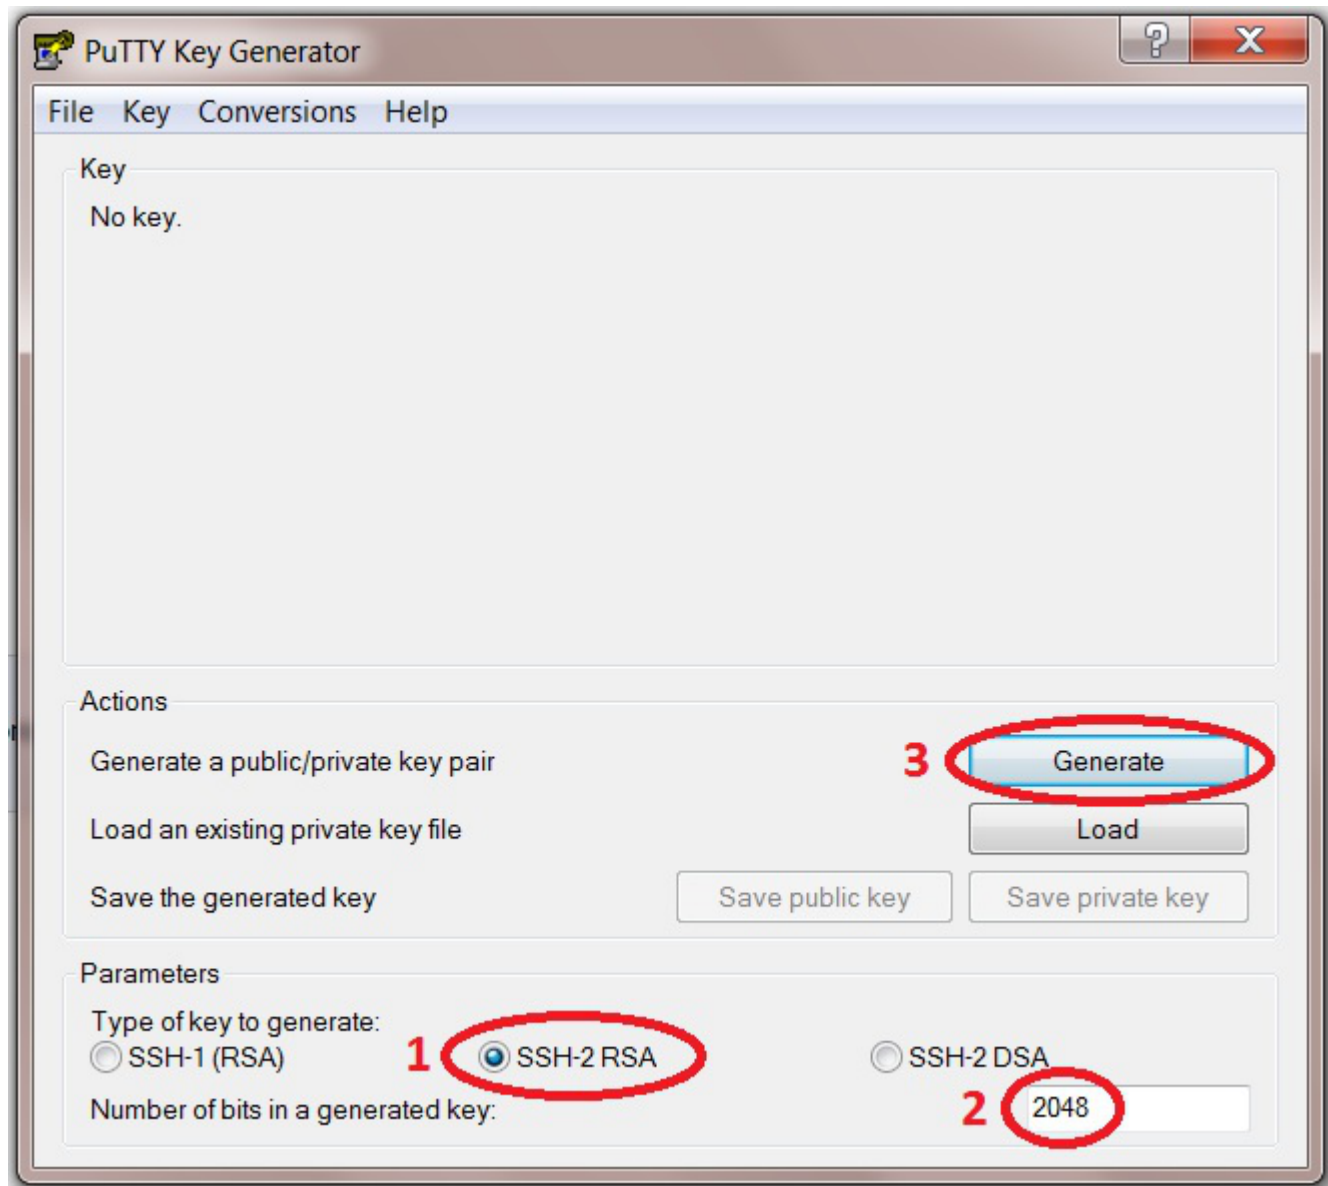 PuTTY Key Generator
File Key Conversions Help
Key
No key.
Actions
Generate a public/private key pair
3
Generate
Load an existing private key file
Load
Save the generated key
Save public key
Save private key
Parameters
Type of key to generate:
SSH-1 (RSA)
1
SSH-2 RSA
SSH-2 DSA
Number of bits in a generated key:
2
2048